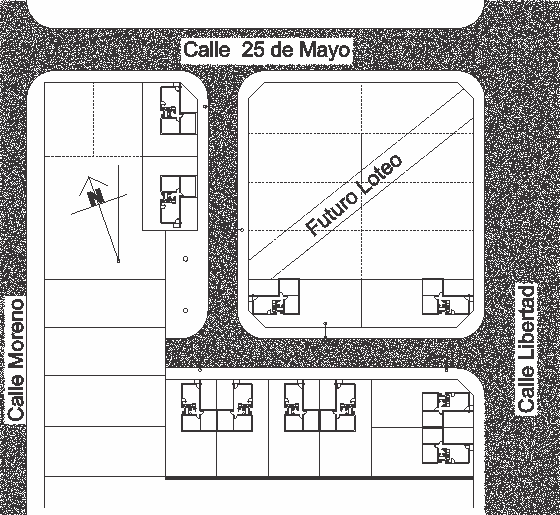 Calle 25 de Mayo
N
Futuro Loteo
Calle Moreno
Calle Libertad